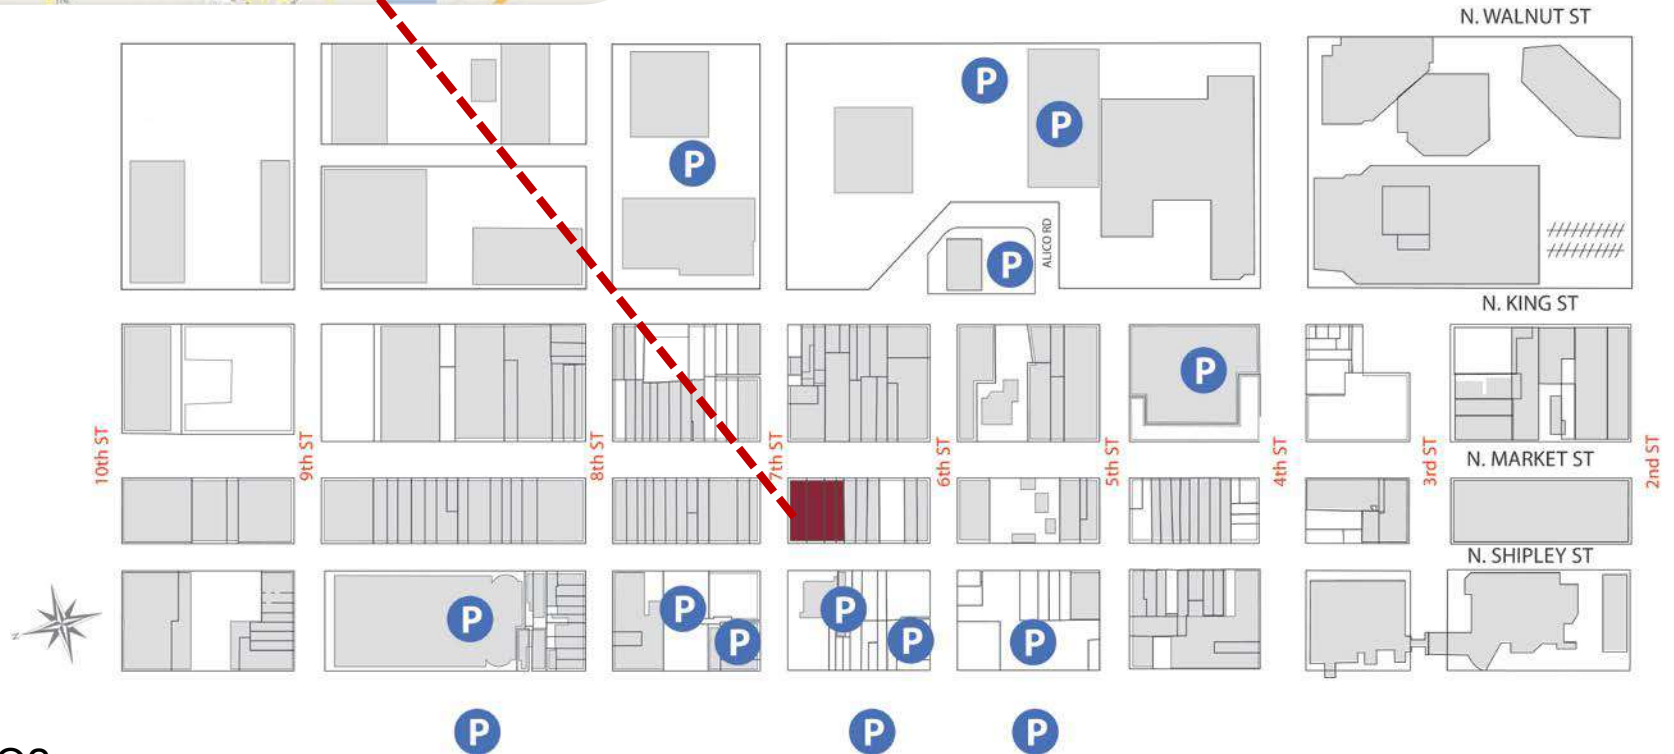 N. WALNUT ST
P
P
P
P
ALICO RD
N. KING ST
P
10th ST
9th ST
8th ST
7th ST
6th ST
5th ST
4th ST
3rd ST
2nd ST
N. MARKET ST
N. SHIPLEY ST
z
P
P
P
P
P
P
P
P
P